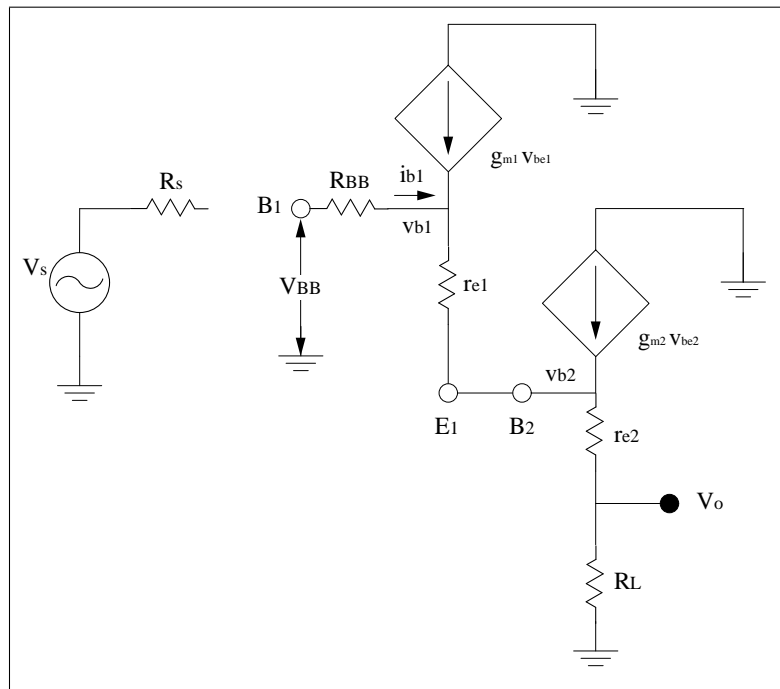 gm1 vbe1
Rs
B1
RBB
ib1
vb1
Vs
VBB
re1
gm2 vbe2
vb2
E1
B2
re2
Vo
RL